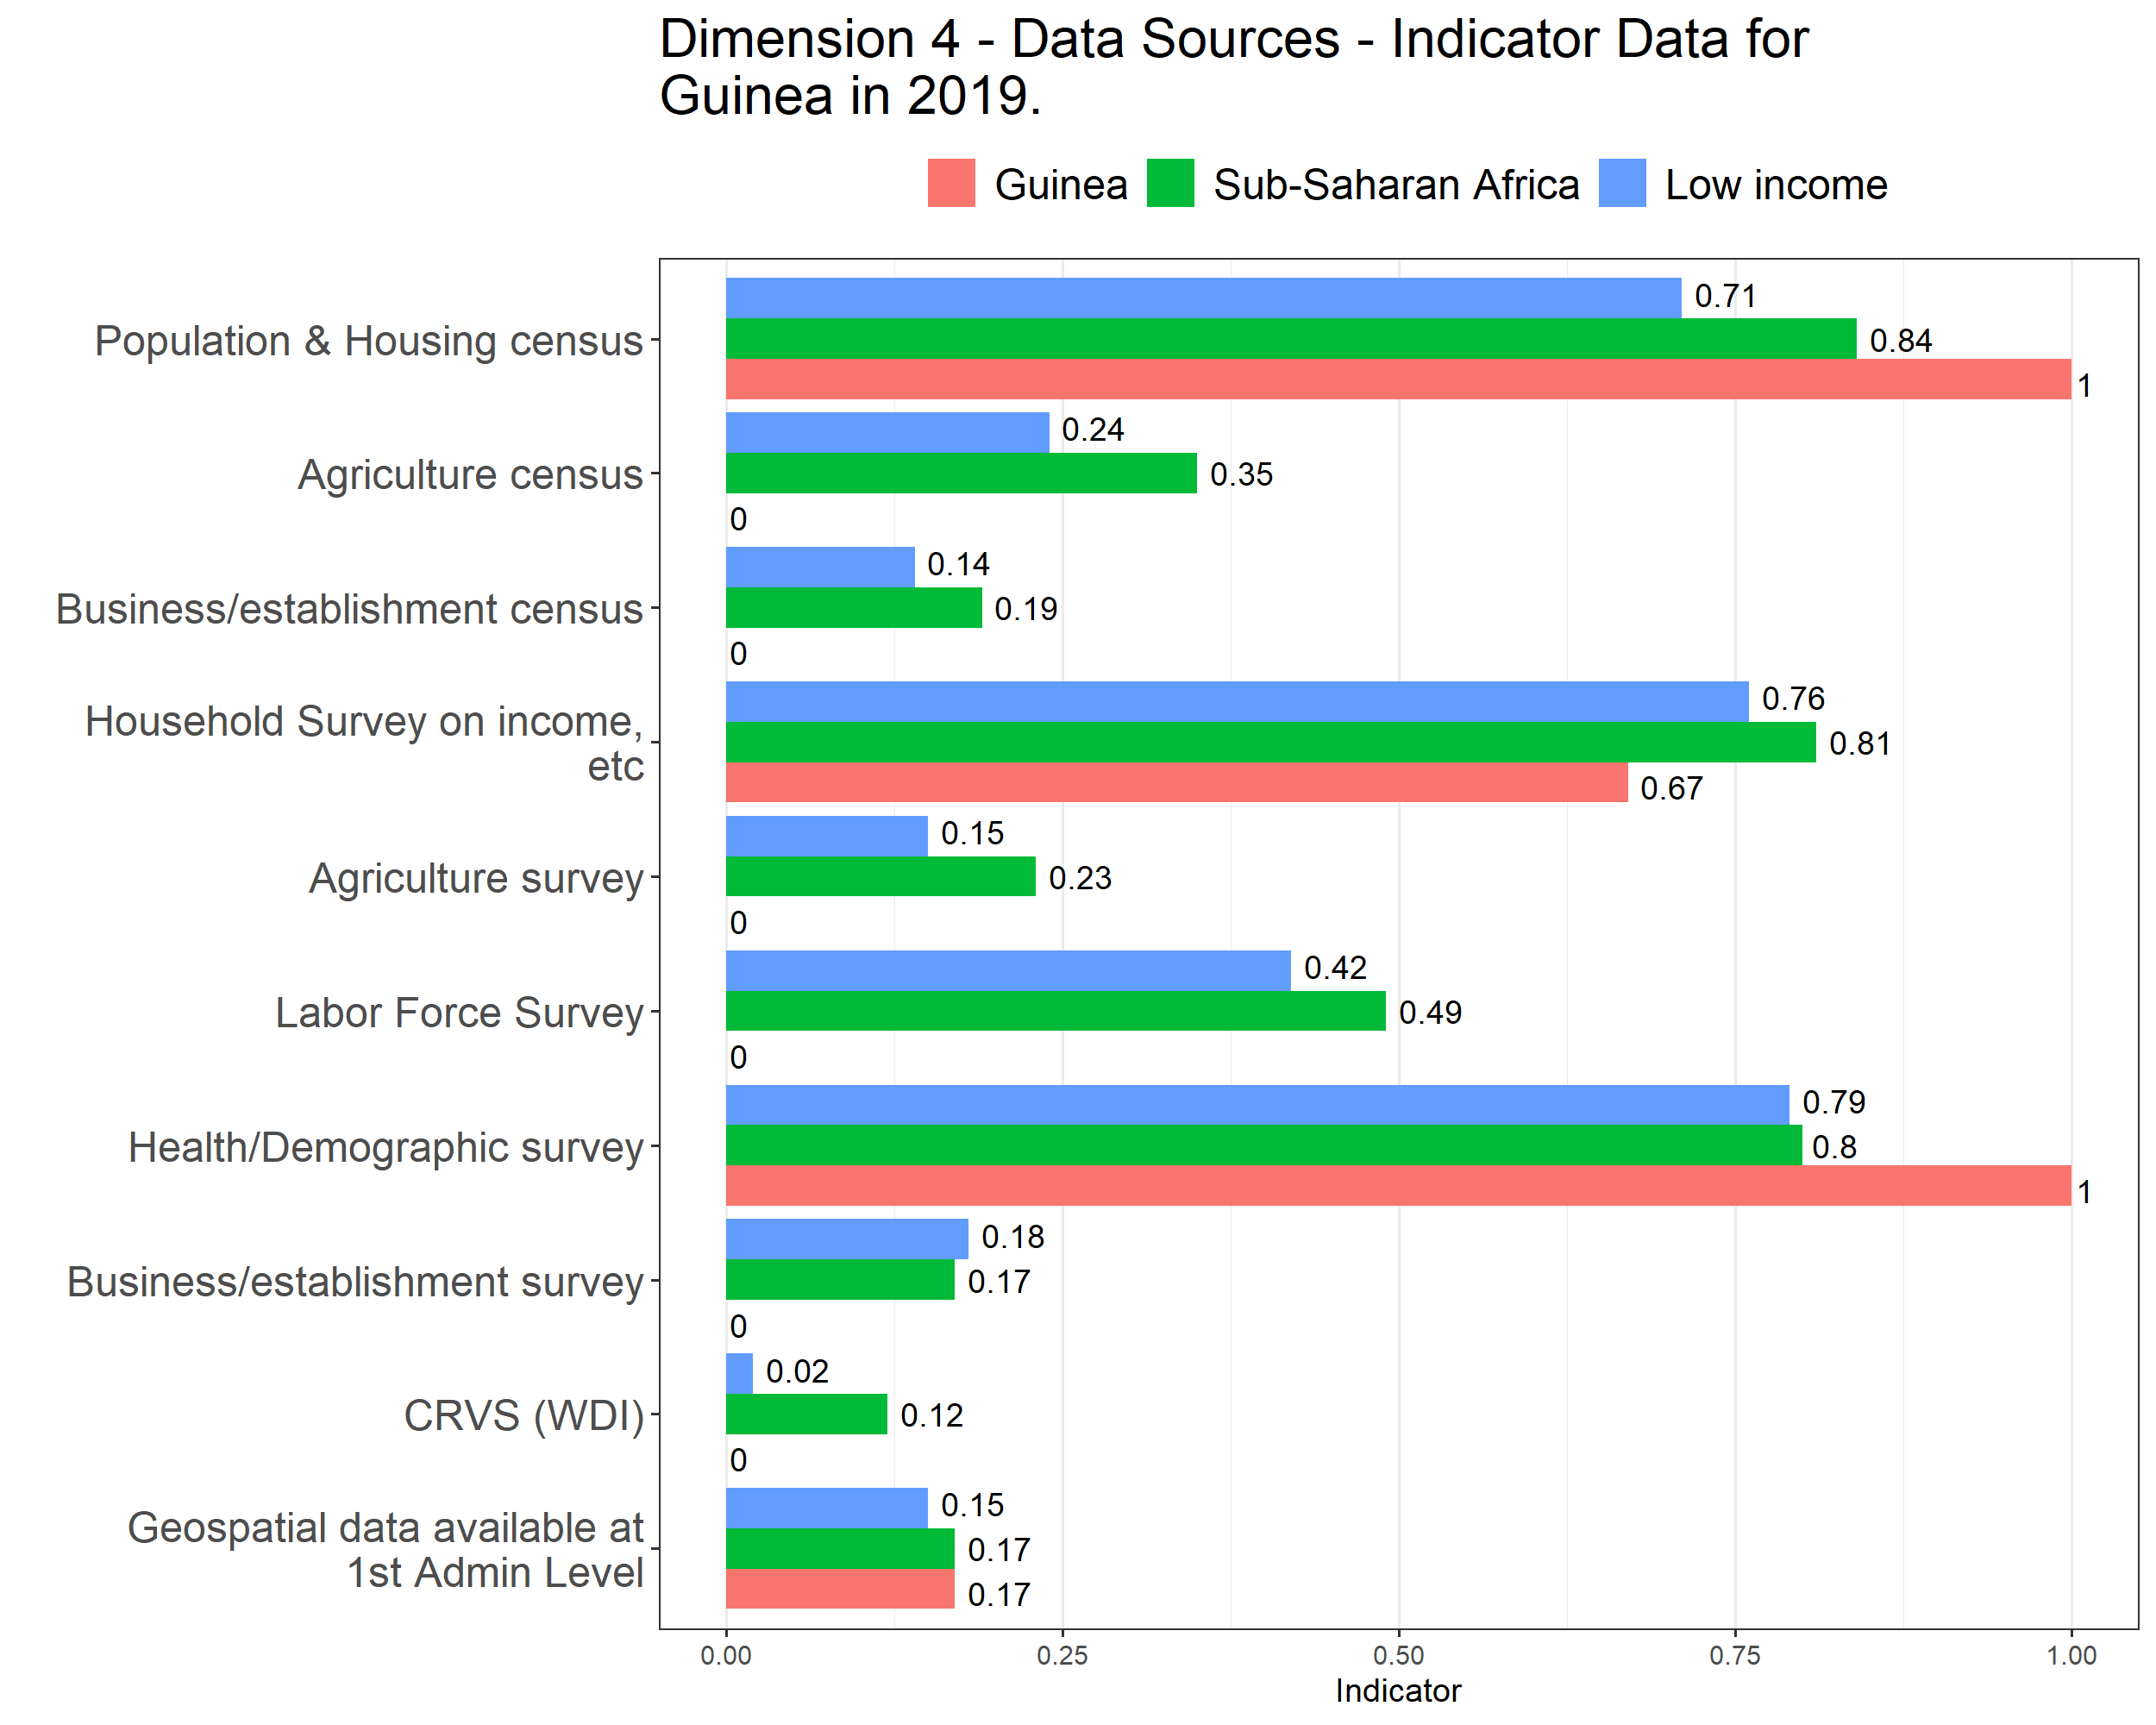 Dimension 4 - Data Sources - Indicator Data for
Guinea in 2019.
Guinea
Sub-Saharan Africa
Low income
Population & Housing census
0.71
0.84
1
Agriculture census
0.24
0.35
0
Business/establishment census
0.14
0.19
0
Household Survey on income,
etc
0.76
0.81
0.67
Agriculture survey
0.15
0.23
0
Labor Force Survey
0.42
0.49
0
Health/Demographic survey
0.79
0.8
1
Business/establishment survey
0.18
0.17
0
CRVS (WDI)
0.02
0.12
0
Geospatial data available at
1st Admin Level
0.15
0.17
0.17
0.00
0.25
0.50
0.75
1.00
Indicator